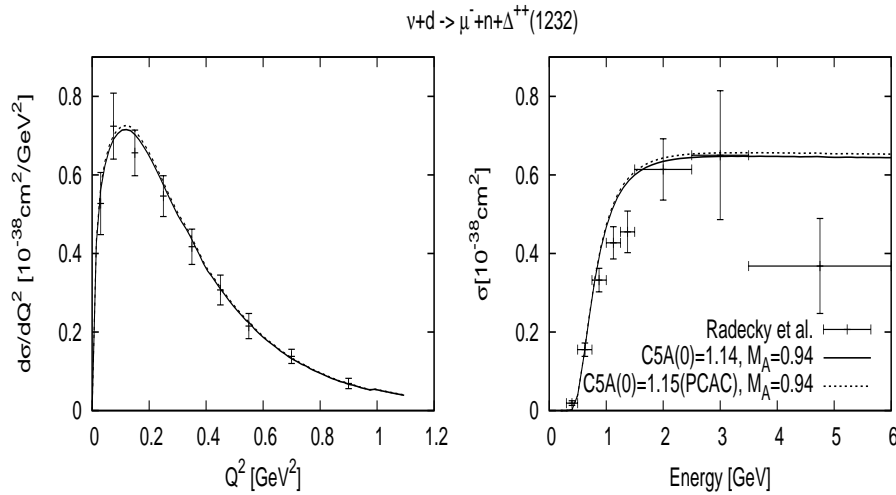 ν+d -> μ⁻+n+Δ⁺⁺(1232)
dσ/dQ² [10⁻³⁸cm²/GeV²]
0.8
0.6
0.4
0.2
0
0 0.2 0.4 0.6 0.8 1 1.2
Q² [GeV²]
σ[10⁻³⁸cm²]
0.8
0.6
0.4
0.2
0
Radecky et al.
C5A(0)=1.14, M_A=0.94
C5A(0)=1.15(PCAC), M_A=0.94
0 1 2 3 4 5 6
Energy [GeV]